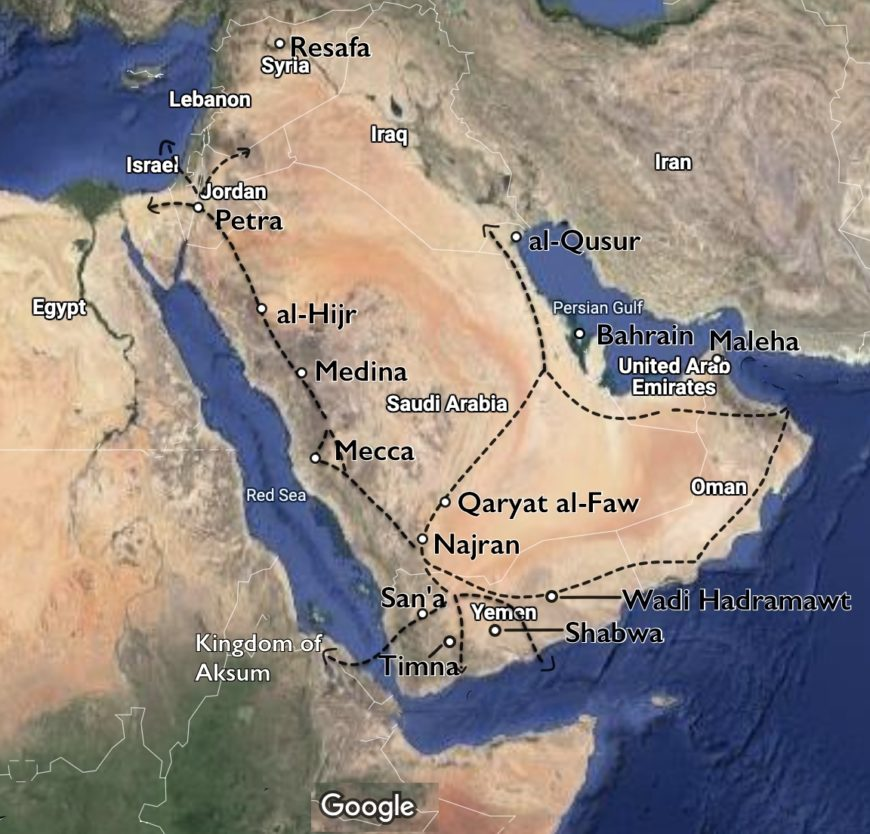 Resafa
Syria
Lebanon
Iraq
Israel
Iran
Jordan
Petra
al-Qusur
Egypt
al-Hijr
Persian Gulf
Bahrain
Maleha
Medina
United Arab
Emirates
Saudi Arabia
Mecca
Red Sea
Oman
Qaryat al-Faw
Najran
San'a
Yemen
Wadi Hadramawt
Shabwa
Kingdom of
Aksum
Timna
Google